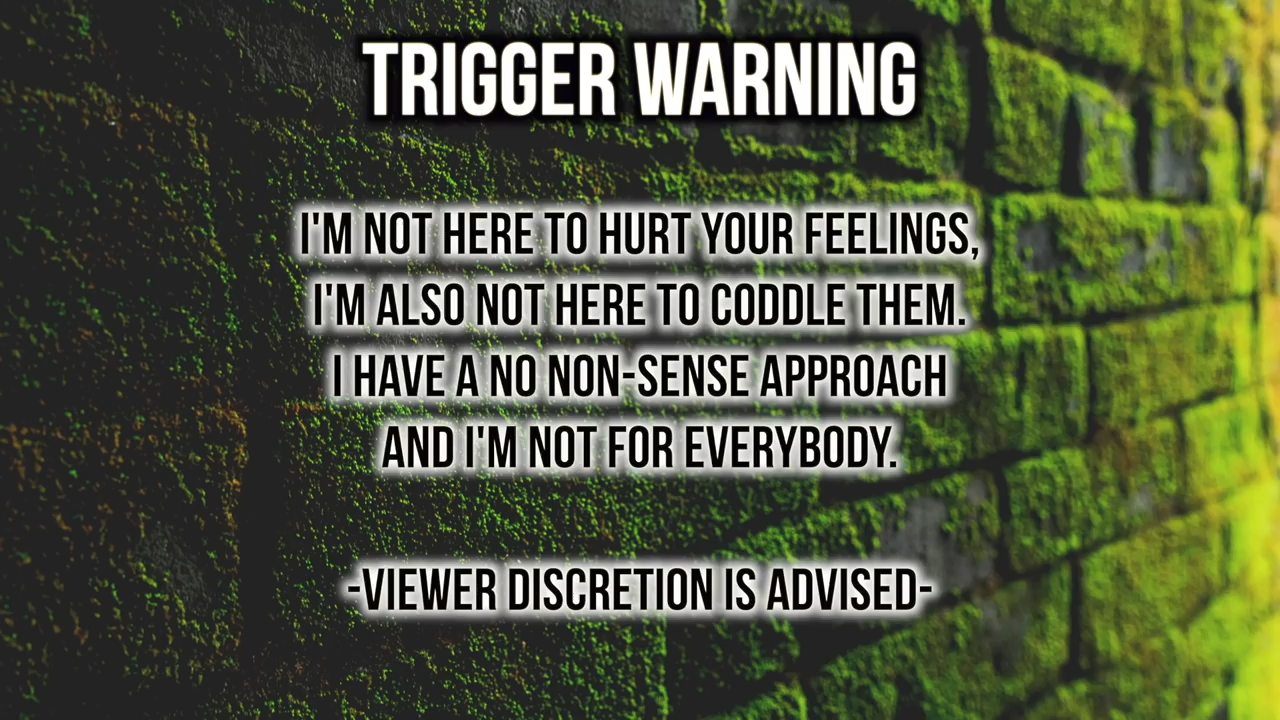 TRIGGER WARNING
I'M NOT HERE TO HURT YOUR FEELINGS,
I'M ALSO NOT HERE TO CODDLE THEM.
I HAVE A NO NON-SENSE APPROACH
AND I'M NOT FOR EVERYBODY.
-VIEWER DISCRETION IS ADVISED-